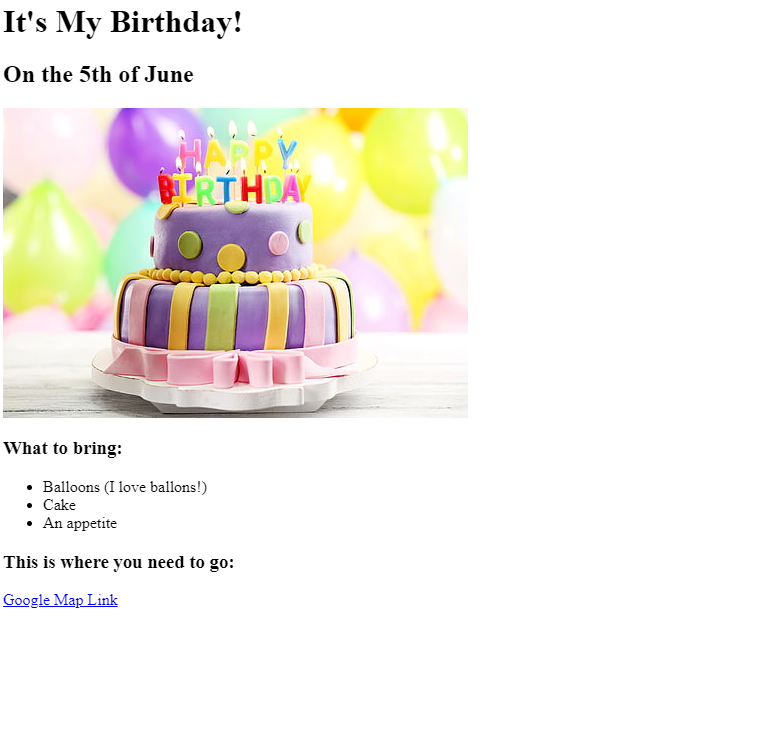 It's My Birthday!
On the 5th of June
HAPPY
BIRTHDAY
What to bring:
Balloons (I love ballons!)
Cake
An appetite
This is where you need to go:
Google Map Link